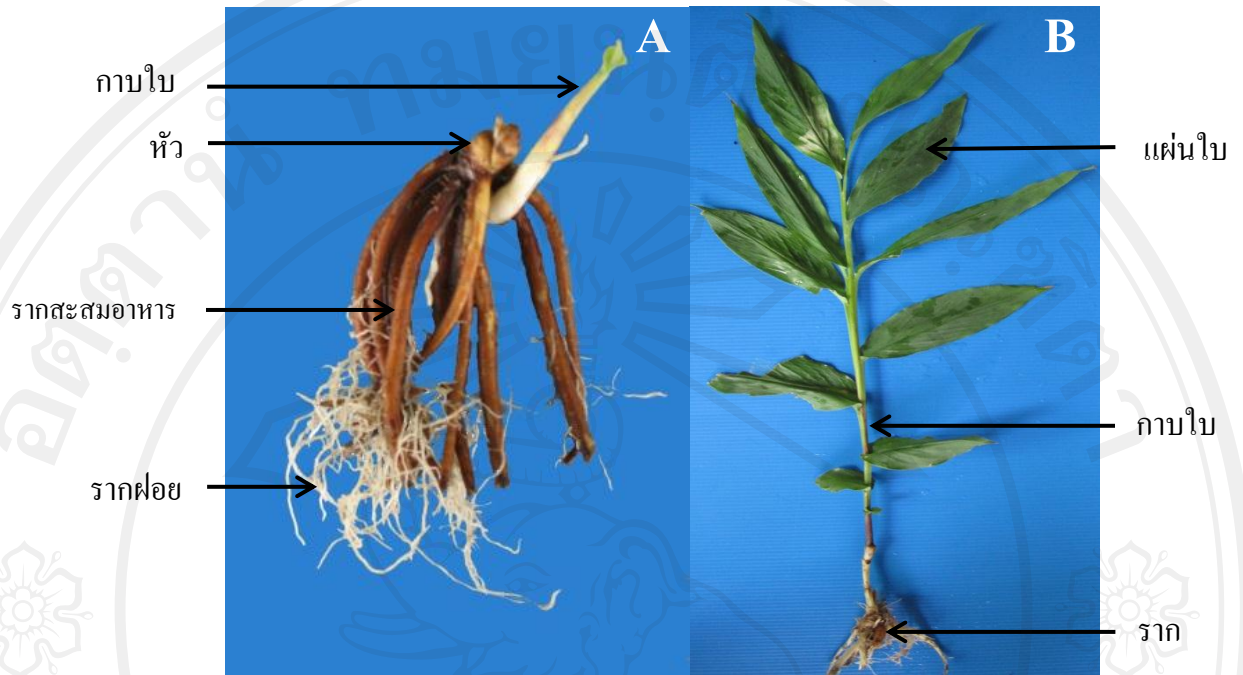 A
กาบใบ
หัว
รากสะสมอาหาร
รากฝอย
B
แผ่นใบ
กาบใบ
ราก